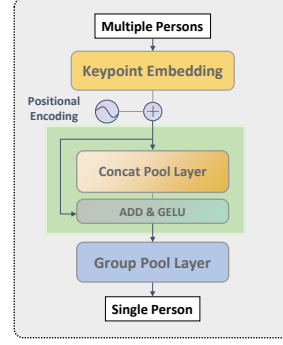 Multiple Persons
Keypoint Embedding
Positional
Encoding
Concat Pool Layer
ADD & GELU
Group Pool Layer
Single Person